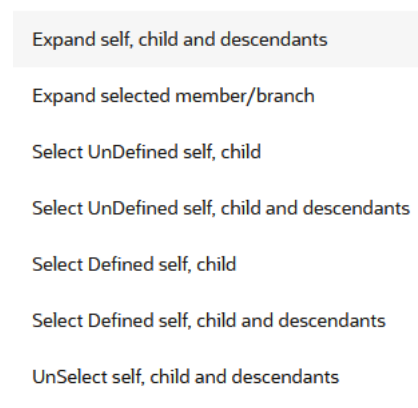 Expand self, child and descendants
Expand selected member/branch
Select UnDefined self, child
Select UnDefined self, child and descendants
Select Defined self, child
Select Defined self, child and descendants
UnSelect self, child and descendants